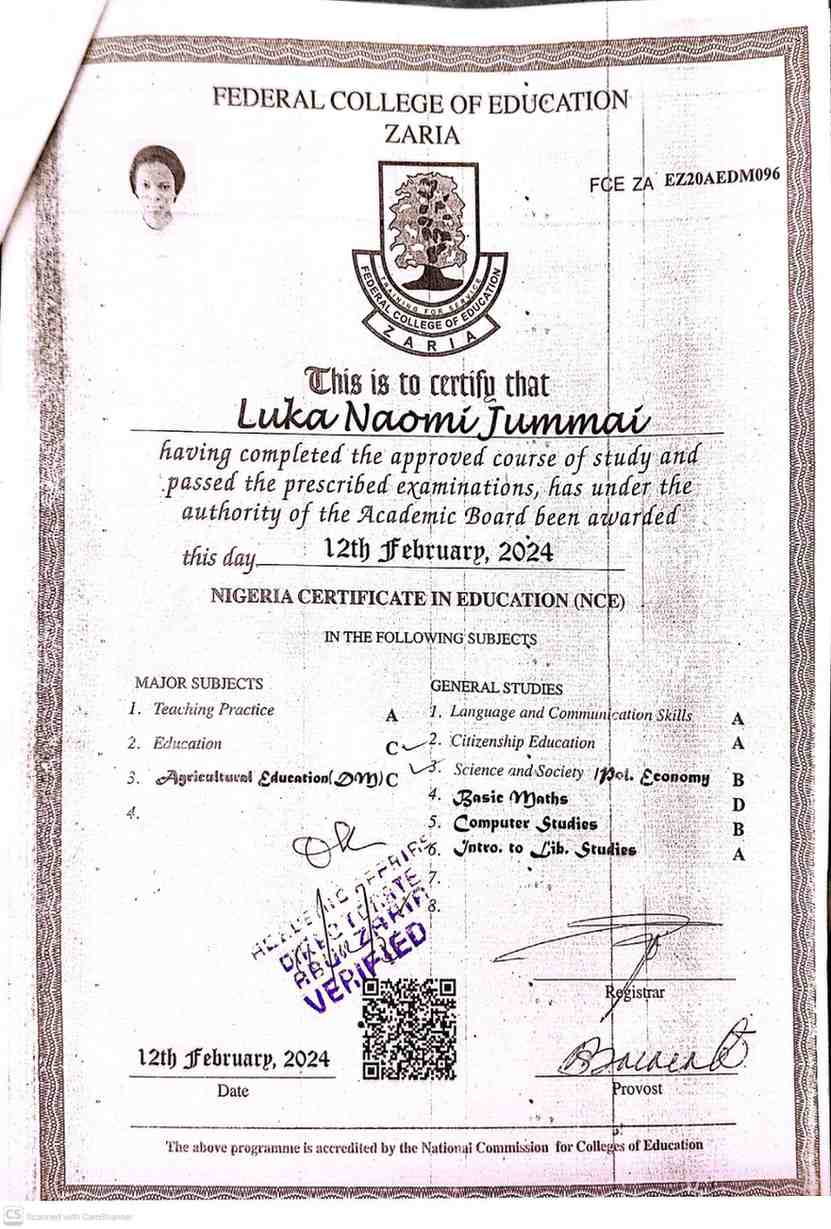 FEDERAL COLLEGE OF EDUCATION
ZARIA
FCE ZA EZ20AEDM096
TRAINING FOR SERVICE
FEDERAL COLLEGE OF EDUCATION
ZARIA
This is to certify that
Luka Naomi Jummai
having completed the approved course of study and
passed the prescribed examinations, has under the
authority of the Academic Board been awarded
this day 12th February, 2024
NIGERIA CERTIFICATE IN EDUCATION (NCE)
IN THE FOLLOWING SUBJECTS
MAJOR SUBJECTS
1. Teaching Practice A
2. Education C
3. Agricultural Education(DM) C
4.
GENERAL STUDIES
1. Language and Communication Skills A
2. Citizenship Education A
3. Science and Society /Pol. Economy B
4. Basic Maths D
5. Computer Studies B
6. Intro. to Lib. Studies A
7.
8.
ACADEMIC AFFAIRS
DIRECTORATE
ZARIA
VERIFIED
Registrar
12th February, 2024
Date
Provost
The above programme is accredited by the National Commission for Colleges of Education
CS Scanned with CamScanner